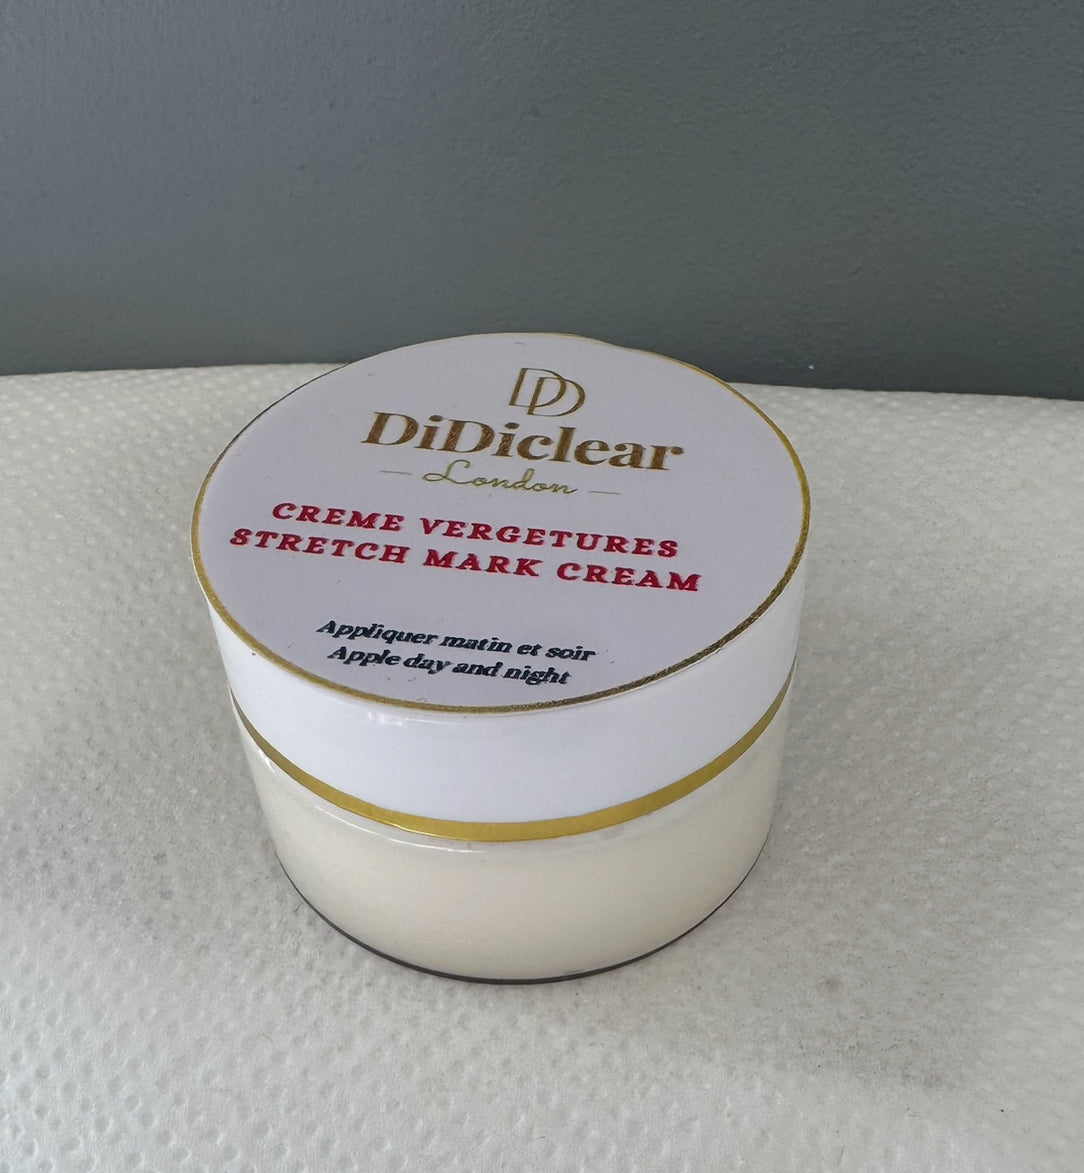 DD
DiDiclear
London
CREME VERGETURES
STRETCH MARK CREAM
Appliquer matin et soir
Apple day and night